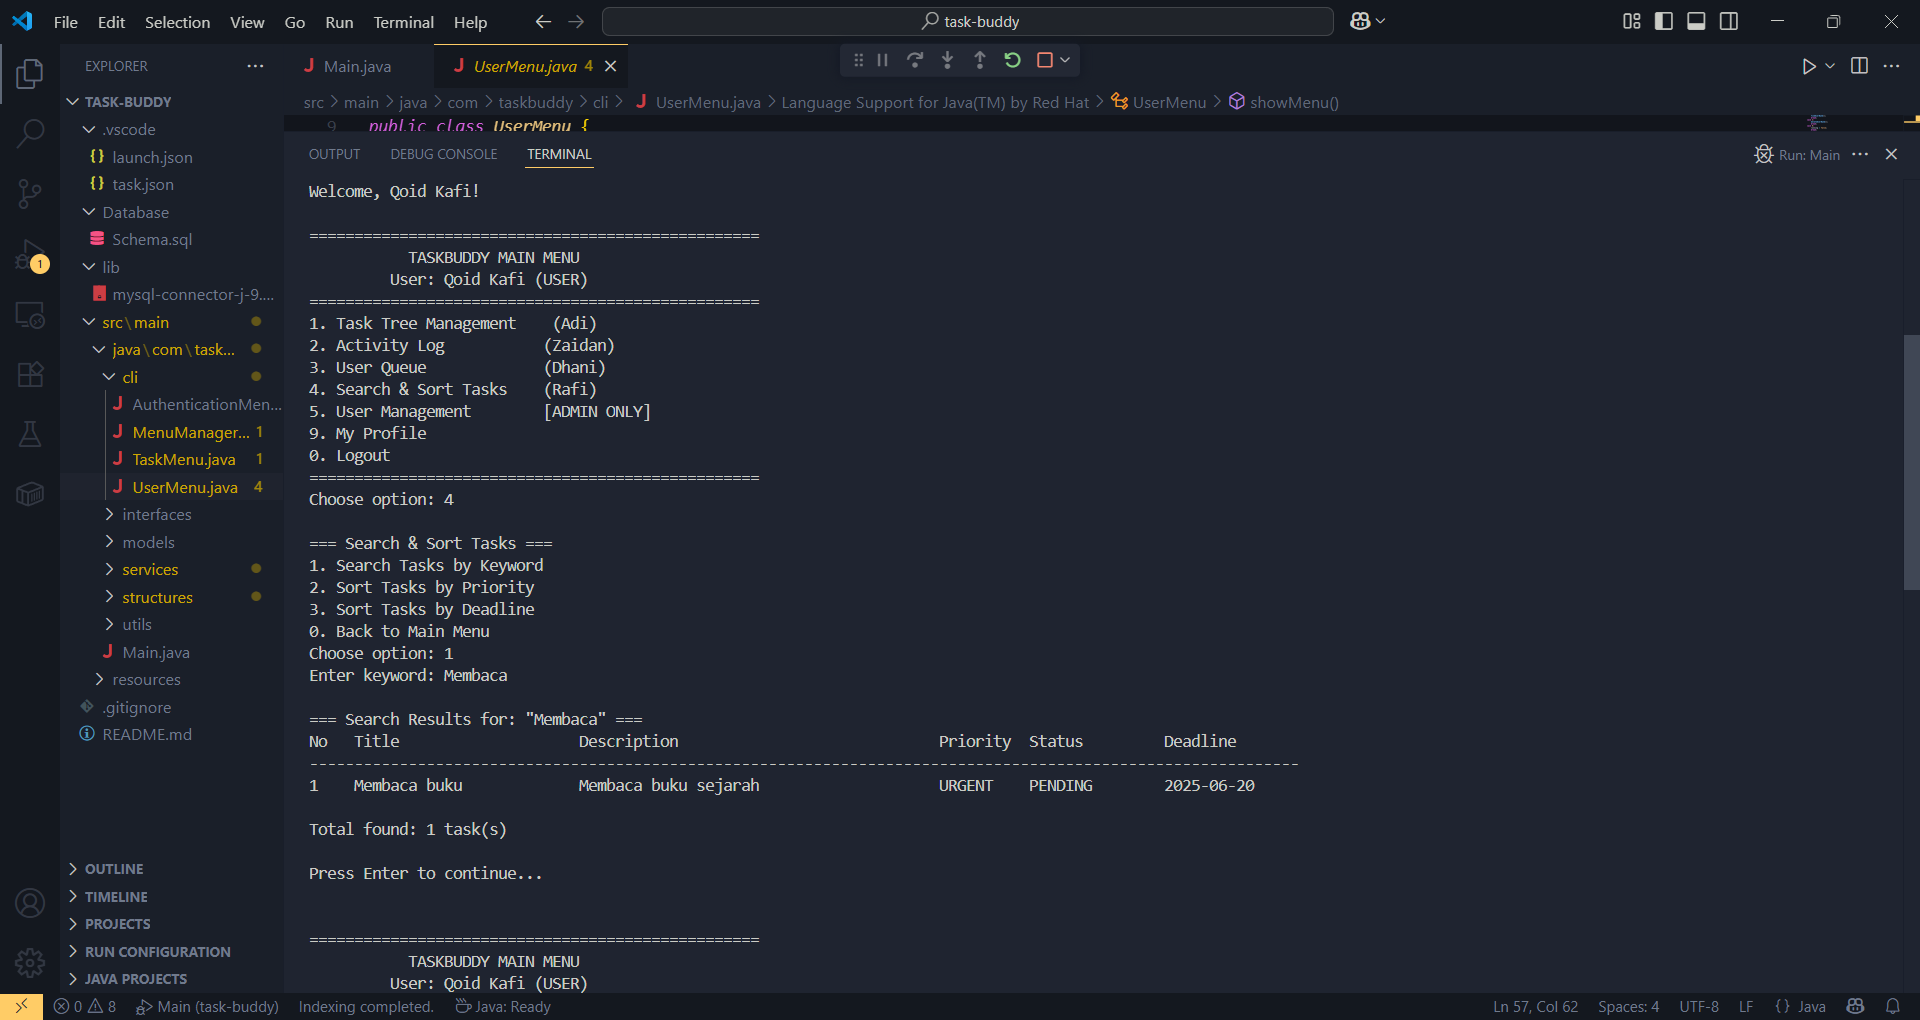 File Edit Selection View Go Run Terminal Help
task-buddy
EXPLORER
TASK-BUDDY
.vscode
launch.json
task.json
Database
Schema.sql
lib
mysql-connector-j-9....
src\main
java\com\task...
cli
AuthenticationMen...
MenuManager... 1
TaskMenu.java 1
UserMenu.java 4
interfaces
models
services
structures
utils
Main.java
resources
.gitignore
README.md
OUTLINE
TIMELINE
PROJECTS
RUN CONFIGURATION
JAVA PROJECTS
1
Main.java
UserMenu.java 4
src > main > java > com > taskbuddy > cli > UserMenu.java > Language Support for Java(TM) by Red Hat > UserMenu > showMenu()
9 public class UserMenu {
OUTPUT DEBUG CONSOLE TERMINAL
Run: Main
Welcome, Qoid Kafi!
==================================================
TASKBUDDY MAIN MENU
User: Qoid Kafi (USER)
==================================================
1. Task Tree Management    (Adi)
2. Activity Log           (Zaidan)
3. User Queue             (Dhani)
4. Search & Sort Tasks    (Rafi)
5. User Management        [ADMIN ONLY]
9. My Profile
0. Logout
==================================================
Choose option: 4
=== Search & Sort Tasks ===
1. Search Tasks by Keyword
2. Sort Tasks by Priority
3. Sort Tasks by Deadline
0. Back to Main Menu
Choose option: 1
Enter keyword: Membaca
=== Search Results for: "Membaca" ===
No   Title                    Description                             Priority  Status         Deadline
--------------------------------------------------------------------------------------------------------------
1    Membaca buku             Membaca buku sejarah                    URGENT    PENDING        2025-06-20
Total found: 1 task(s)
Press Enter to continue...
==================================================
TASKBUDDY MAIN MENU
User: Qoid Kafi (USER)
0 8 Main (task-buddy) Indexing completed. Java: Ready Ln 57, Col 62 Spaces: 4 UTF-8 LF {} Java